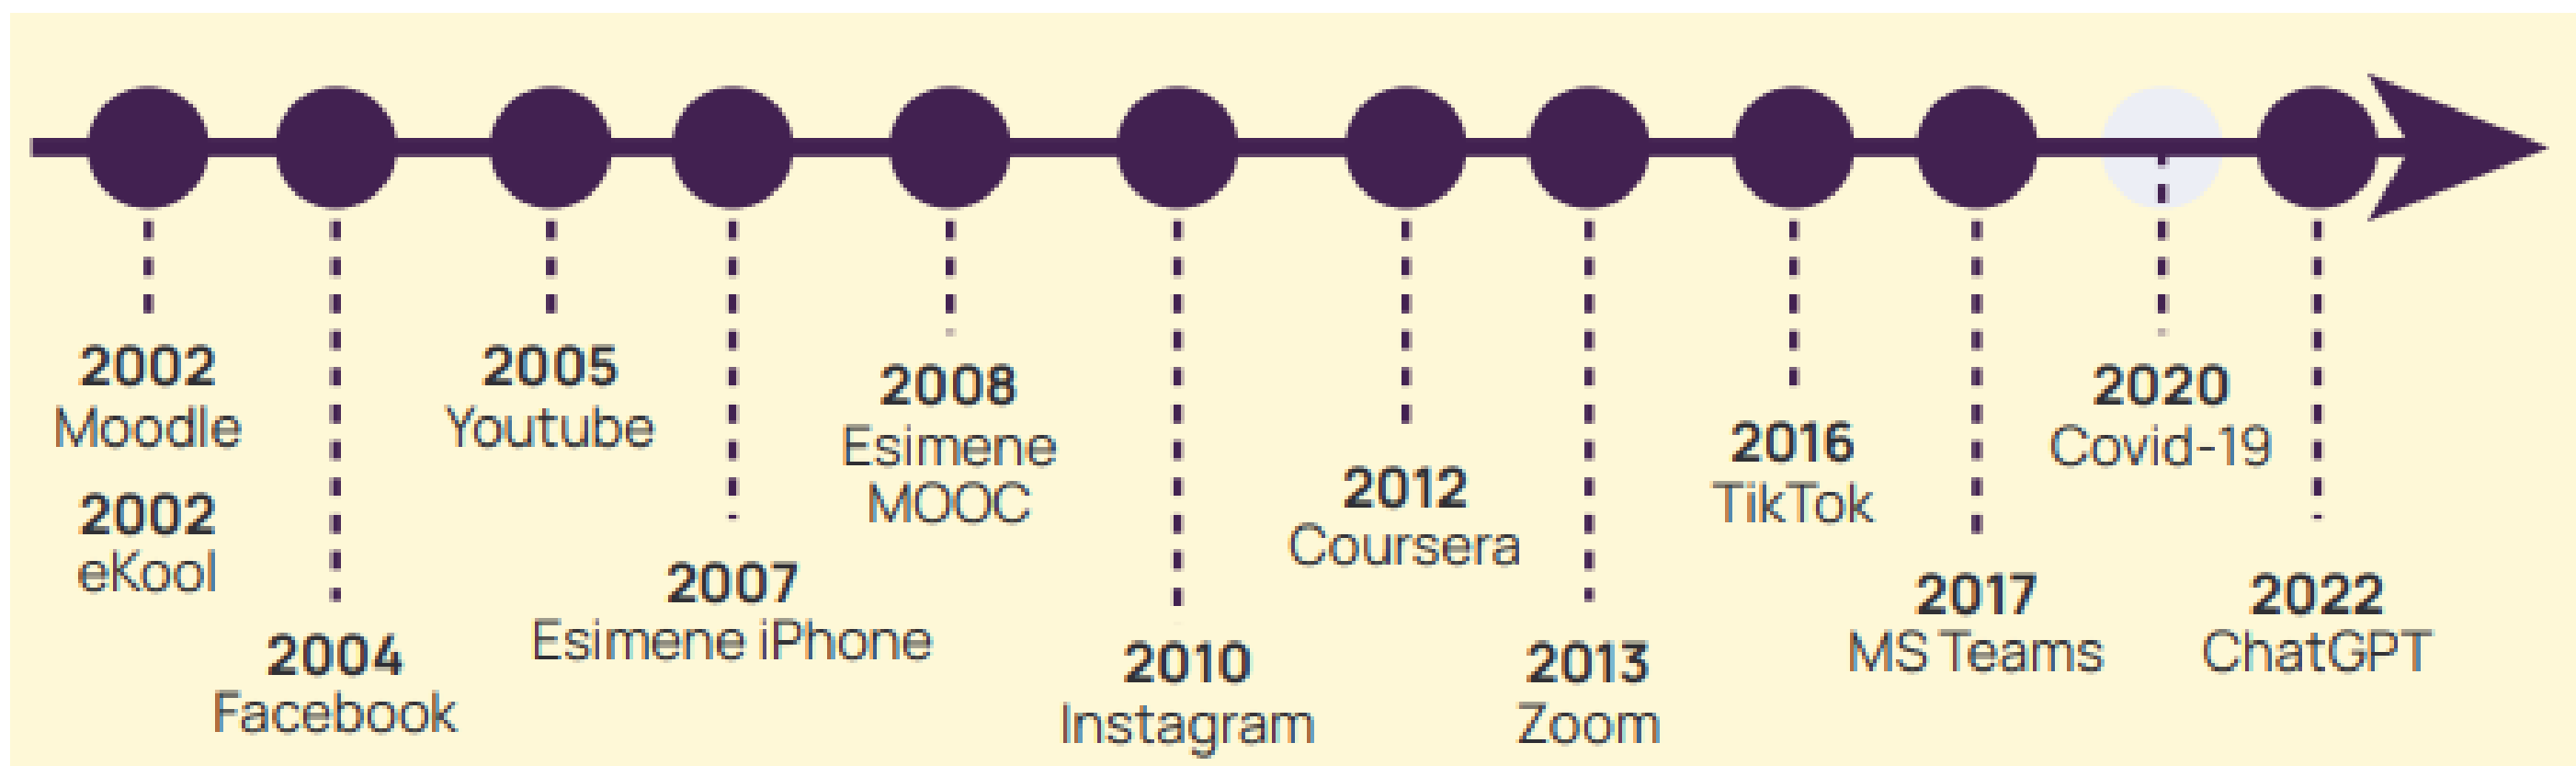 2002
Moodle
2002
eKool
2004
Facebook
2005
Youtube
2007
Esimene iPhone
2008
Esimene
MOOC
2010
Instagram
2012
Coursera
2013
Zoom
2016
TikTok
2017
MS Teams
2020
Covid-19
2022
ChatGPT